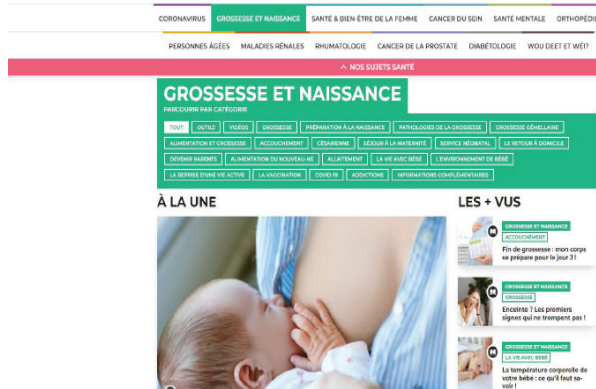 CORONAVIRUS GROSSESSE ET NAISSANCE SANTÉ & BIEN-ÊTRE DE LA FEMME CANCER DU SEIN SANTÉ MENTALE ORTHOPÉDIE
PERSONNES ÂGÉES MALADIES RÉNALES RHUMATOLOGIE CANCER DE LA PROSTATE DIABÉTOLOGIE WOU DEET ET WÉI?
NOS SUJETS SANTÉ
GROSSESSE ET NAISSANCE
PARCOURIR PAR CATÉGORIE
TOUT OUTILS VIDÉOS GROSSESSE PRÉPARATION À LA NAISSANCE PATHOLOGIES DE LA GROSSESSE GROSSESSE GÉMELLAIRE
ALIMENTATION ET GROSSESSE ACCOUCHEMENT CÉSARIENNE SÉJOUR À LA MATERNITÉ SERVICE NÉONATAL LE RETOUR À DOMICILE
DEVENIR PARENTS ALIMENTATION DU NOUVEAU-NÉ ALLAITEMENT LA VIE AVEC BÉBÉ L'ENVIRONNEMENT DE BÉBÉ
LA REPRISE D'UNE VIE ACTIVE LA VACCINATION COVID-19 ADDICTIONS INFORMATIONS COMPLÉMENTAIRES
À LA UNE
LES + VUS
GROSSESSE ET NAISSANCE
ACCOUCHEMENT
Fin de grossesse : mon corps
se prépare pour le jour J !
GROSSESSE ET NAISSANCE
GROSSESSE
Enceinte ? Les premiers
signes qui ne trompent pas !
GROSSESSE ET NAISSANCE
LA VIE AVEC BÉBÉ
La température corporelle de
votre bébé : ce qu'il faut sa-
voir !